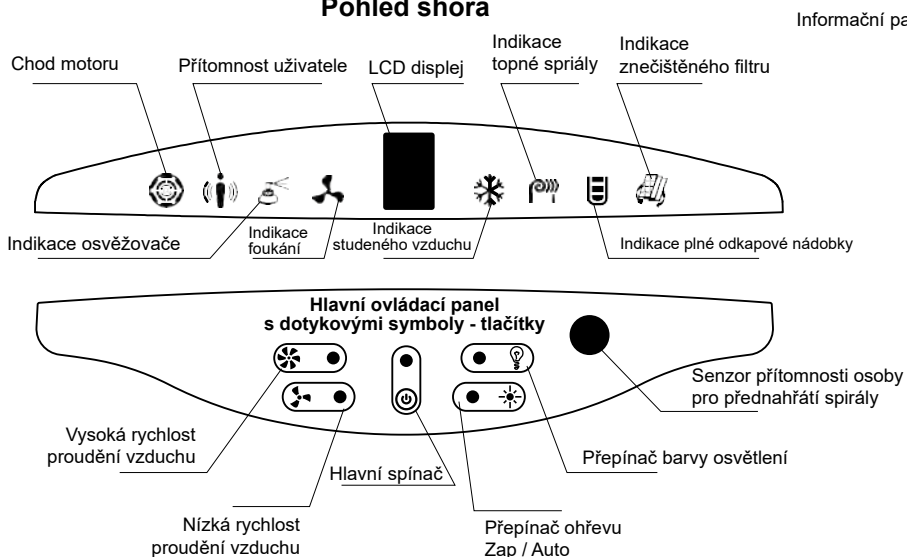 Pohled shora
Informační pa
Chod motoru
Přítomnost uživatele
LCD displej
Indikace
topné spriály
Indikace
znečištěného filtru
Indikace osvěžovače
Indikace
foukání
Indikace
studeného vzduchu
Indikace plné odkapové nádobky
Hlavní ovládací panel
s dotykovými symboly - tlačítky
Senzor přítomnosti osoby
pro přednahřátí spirály
Vysoká rychlost
proudění vzduchu
Hlavní spínač
Přepínač barvy osvětlení
Nízká rychlost
proudění vzduchu
Přepínač ohřevu
Zap / Auto